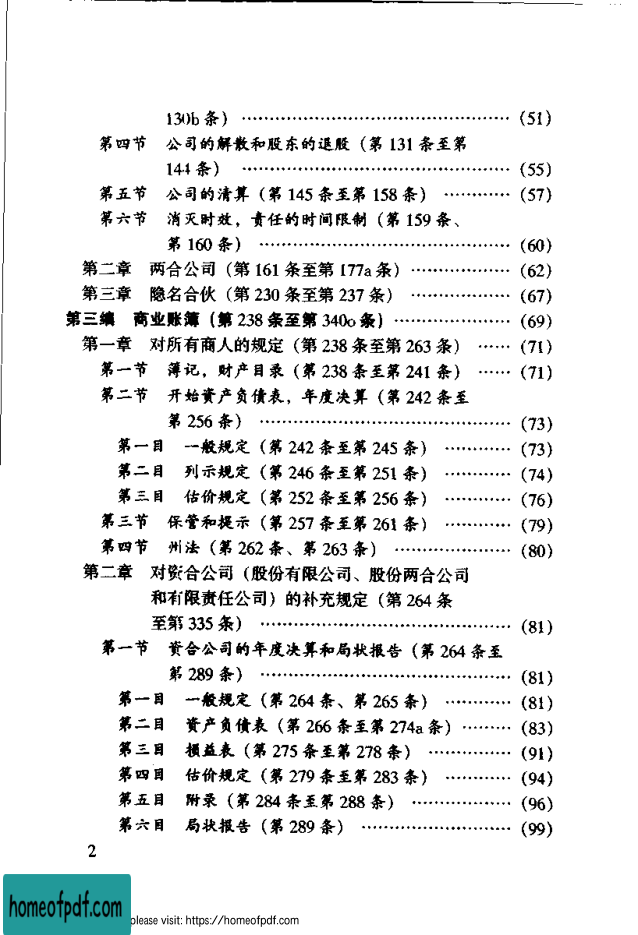 130b 条) …………………………………………… (51)
第四节 公司的解散和股东的退股 (第 131 条至第
144 条) …………………………………………… (55)
第五节 公司的清算 (第 145 条至第 158 条) ………… (57)
第六节 消灭时效，责任的时间限制 (第 159 条、
第 160 条) ……………………………………… (60)
第二章 两合公司 (第 161 条至第 177a 条) ……………… (62)
第三章 隐名合伙 (第 230 条至第 237 条) ……………… (67)
第三编 商业账簿 (第 238 条至第 340o 条) ………………… (69)
第一章 对所有商人的规定 (第 238 条至第 263 条) …… (71)
第一节 簿记，财产目录 (第 238 条至第 241 条) …… (71)
第二节 开始资产负债表，年度决算 (第 242 条至
第 256 条) ……………………………………… (73)
第一目 一般规定 (第 242 条至第 245 条) ………… (73)
第二目 列示规定 (第 246 条至第 251 条) ………… (74)
第三目 估价规定 (第 252 条至第 256 条) ………… (76)
第三节 保管和提示 (第 257 条至第 261 条) ………… (79)
第四节 州法 (第 262 条、第 263 条) ………………… (80)
第二章 对资合公司 (股份有限公司、股份两合公司
和有限责任公司) 的补充规定 (第 264 条
至第 335 条) ……………………………………… (81)
第一节 资合公司的年度决算和局状报告 (第 264 条至
第 289 条) ……………………………………… (81)
第一目 一般规定 (第 264 条、第 265 条) ………… (81)
第二目 资产负债表 (第 266 条至第 274a 条) ……… (83)
第三目 损益表 (第 275 条至第 278 条) …………… (91)
第四目 估价规定 (第 279 条至第 283 条) ………… (94)
第五目 附录 (第 284 条至第 288 条) ……………… (96)
第六目 局状报告 (第 289 条) ……………………… (99)
2
homeofpdf.com
please visit: https://homeofpdf.com